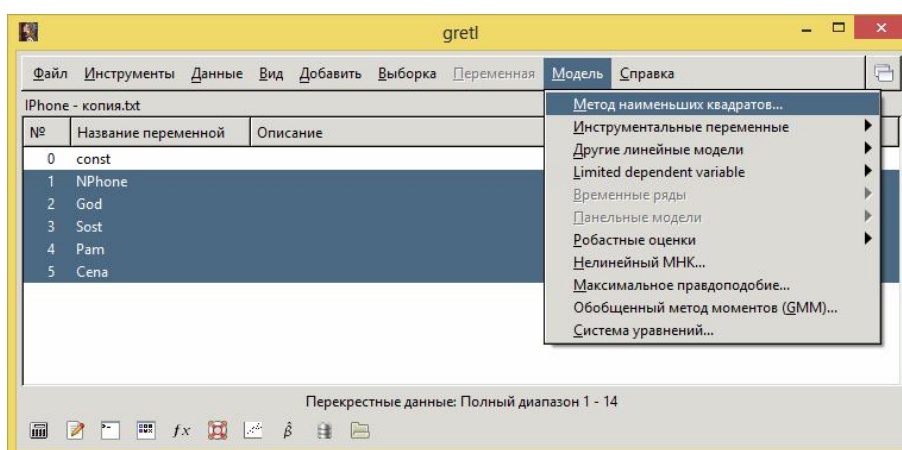 gretl
Файл Инструменты Данные Вид Добавить Выборка Переменная Модель Справка
IPhone - копия.txt
№ Название переменной Описание
0 const
1 NPhone
2 God
3 Sost
4 Pam
5 Cena
Метод наименьших квадратов...
Инструментальные переменные
Другие линейные модели
Limited dependent variable
Временные ряды
Панельные модели
Робастные оценки
Нелинейный МНК...
Максимальное правдоподобие...
Обобщенный метод моментов (GMM)...
Система уравнений...
Перекрестные данные: Полный диапазон 1 - 14
fx β̂